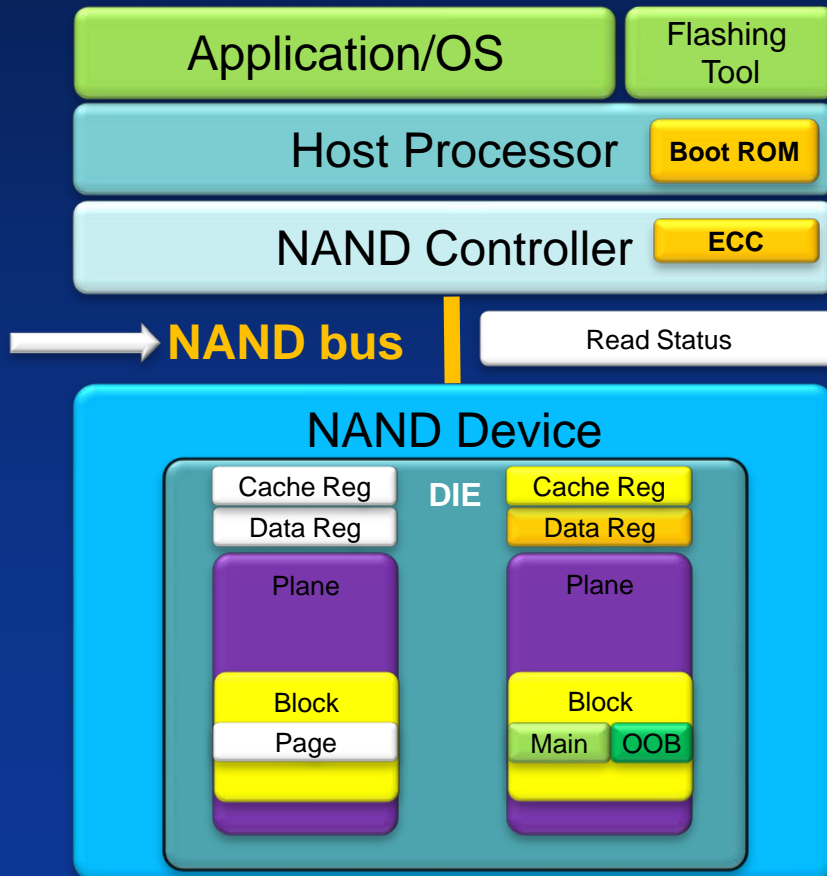 Application/OS
Flashing
Tool
Host Processor
Boot ROM
NAND Controller
ECC
NAND bus
Read Status
NAND Device
Cache Reg
DIE
Cache Reg
Data Reg
Data Reg
Plane
Plane
Block
Block
Page
Main
OOB